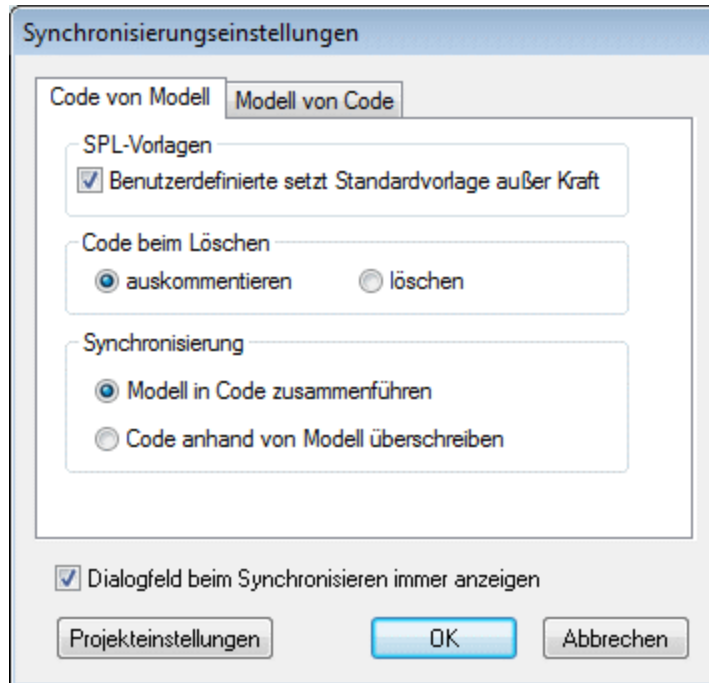 Synchronisierungseinstellungen
Code von Modell Modell von Code
SPL-Vorlagen
Benutzerdefinierte setzt Standardvorlage außer Kraft
Code beim Löschen
auskommentieren löschen
Synchronisierung
Modell in Code zusammenführen
Code anhand von Modell überschreiben
Dialogfeld beim Synchronisieren immer anzeigen
Projekteinstellungen OK Abbrechen